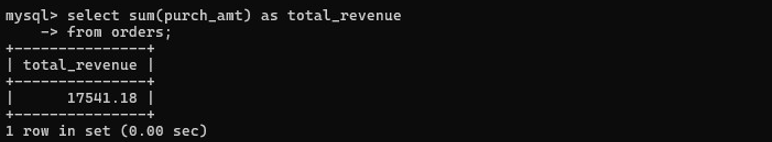 mysql> select sum(purch_amt) as total_revenue
    -> from orders;
+---------------+
| total_revenue |
+---------------+
|      17541.18 |
+---------------+
1 row in set (0.00 sec)